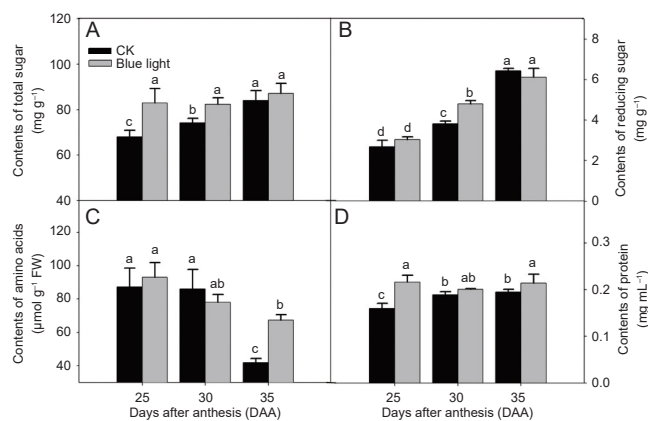 A
CK
Blue light
120
100
80
60
40
Contents of total sugar
(mg g⁻¹)
c a b a a a
B
8
6
4
2
0
Contents of reducing sugar
(mg g⁻¹)
d d c b a a
C
120
100
80
60
40
Contents of amino acids
(μmol g⁻¹ FW)
a a a ab c b
25 30 35
Days after anthesis (DAA)
D
0.3
0.2
0.1
0.0
Contents of protein
(mg mL⁻¹)
c a b ab b a
25 30 35
Days after anthesis (DAA)